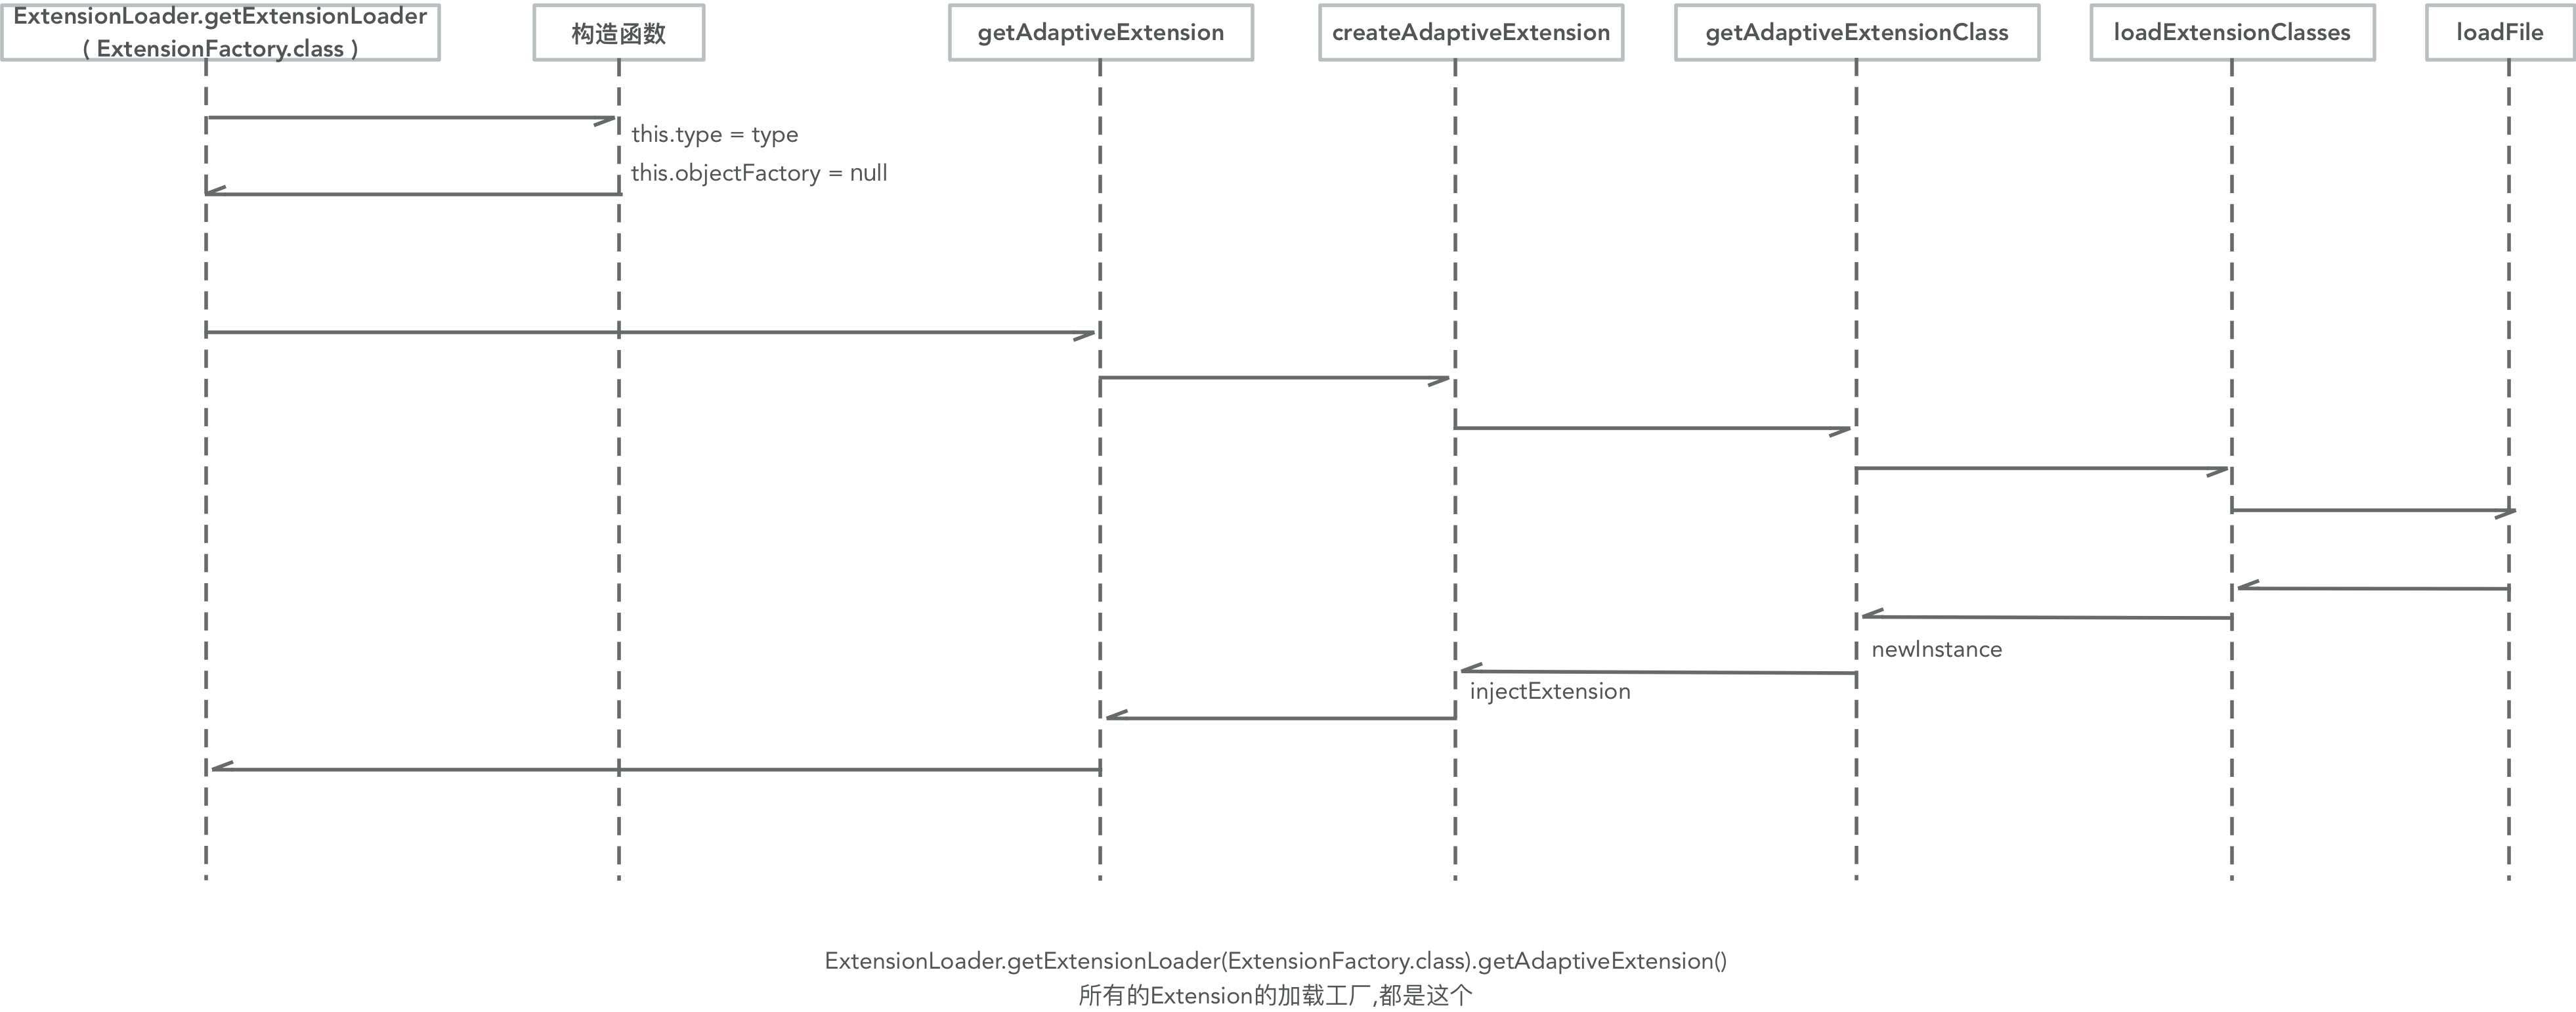 ExtensionLoader.getExtensionLoader
( ExtensionFactory.class )
构造函数
getAdaptiveExtension
createAdaptiveExtension
getAdaptiveExtensionClass
loadExtensionClasses
loadFile
this.type = type
this.objectFactory = null
newInstance
injectExtension
ExtensionLoader.getExtensionLoader(ExtensionFactory.class).getAdaptiveExtension()
所有的Extension的加载工厂,都是这个